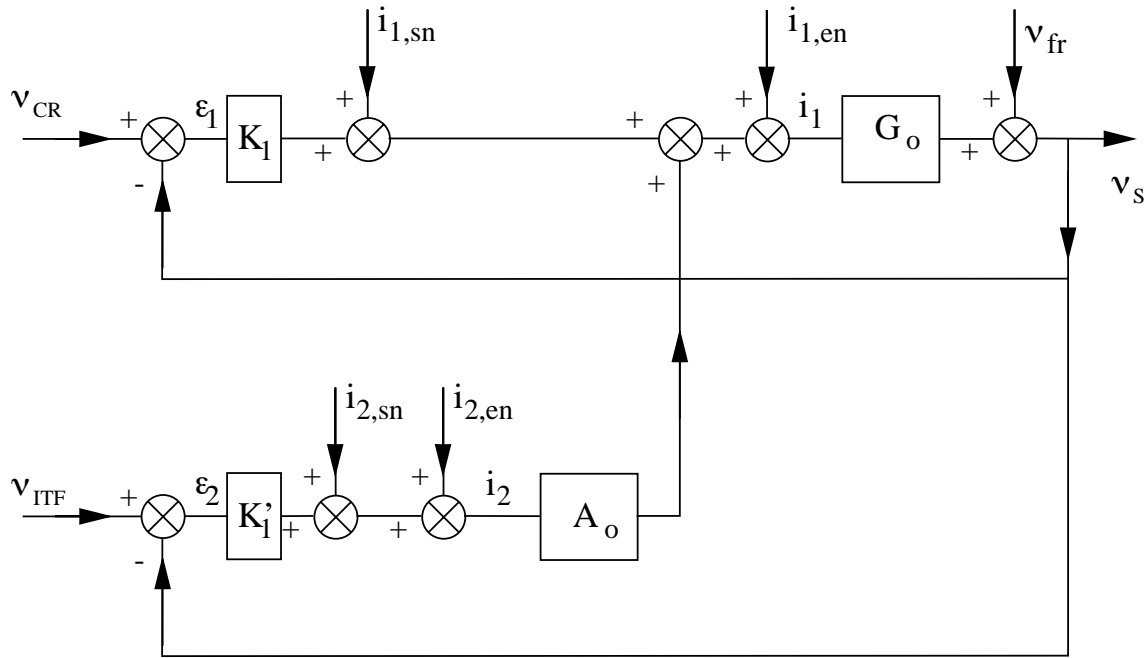 i1,sn
i1,en
νfr
νCR
ε1
i1
+
-
K1
+
+
+
+
+
+
Go
+
+
νS
i2,sn
i2,en
νITF
ε2
i2
+
-
K1'
+
+
+
+
Ao